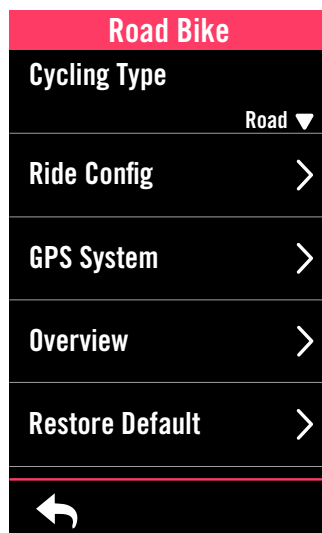 Road Bike
Cycling Type
Road
Ride Config
GPS System
Overview
Restore Default